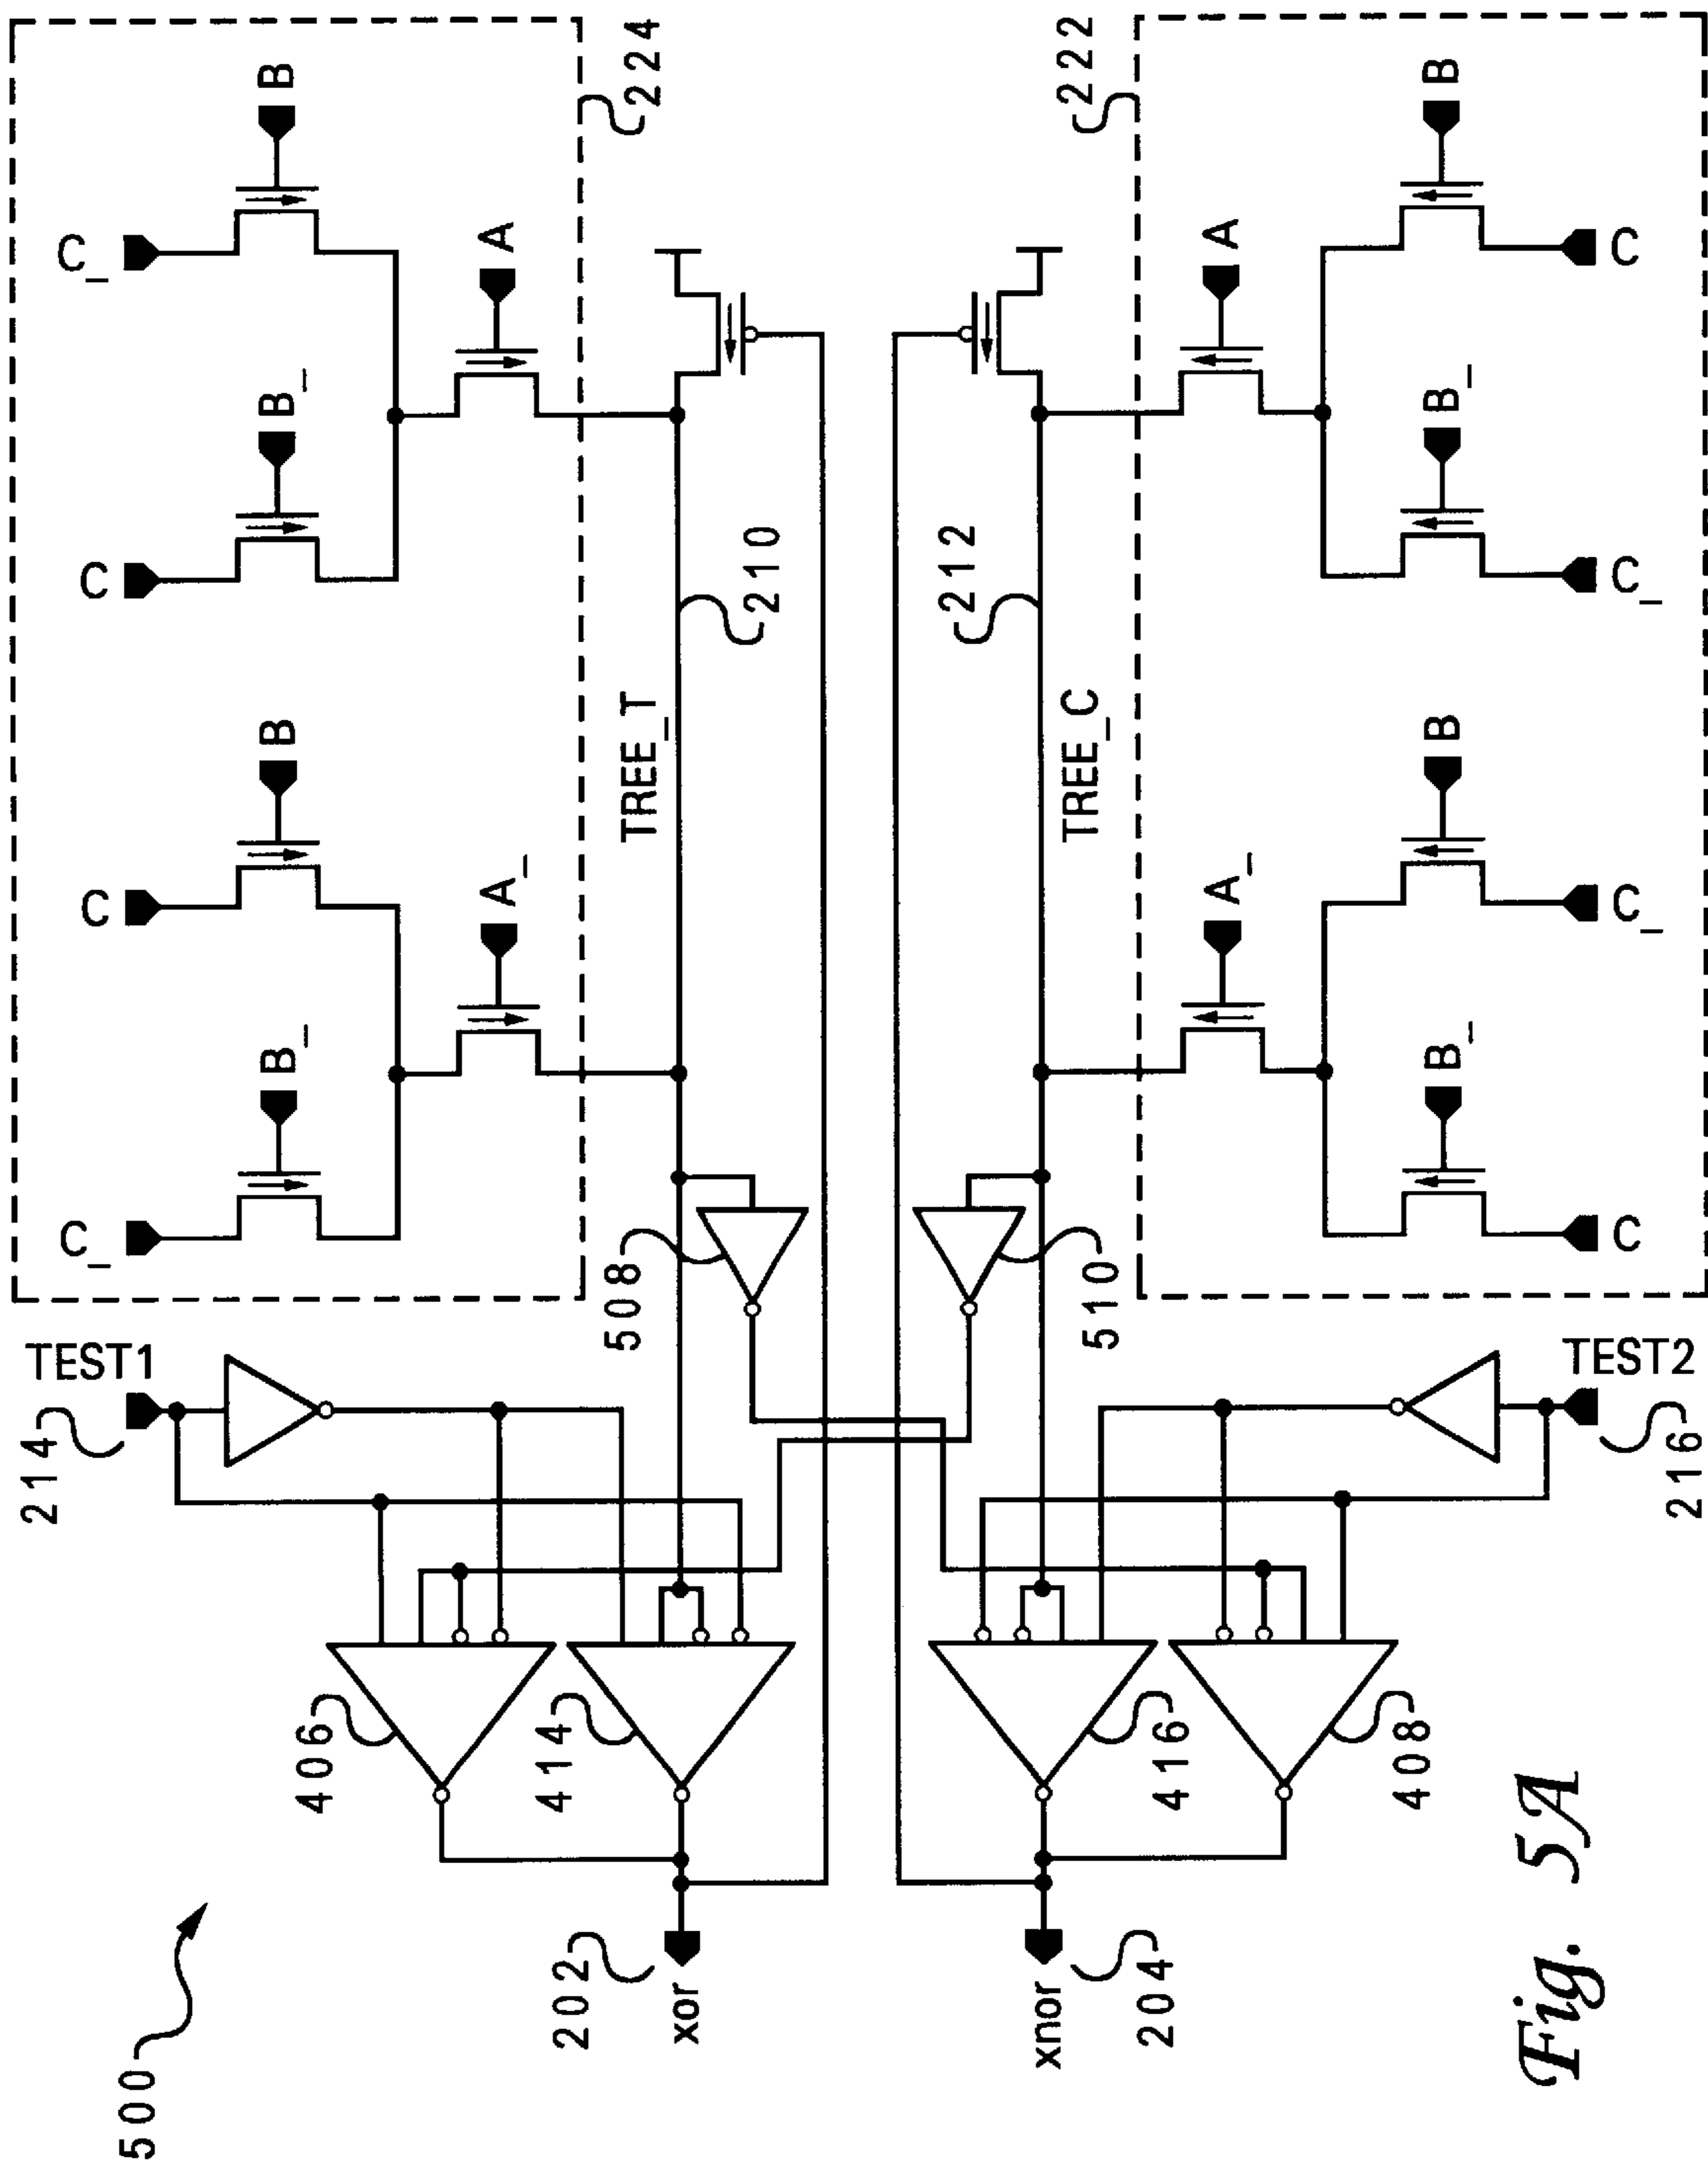 214
TEST1
C_
C
C
C_
500
B_
B
B_
B
406
A_
A
414
202
508
TREE_T
224
xor
210
212
xnor
222
TREE_C
510
204
416
A_
A
408
B_
B
B_
B
Fig. 5A
TEST2
C
C_
C_
C
216